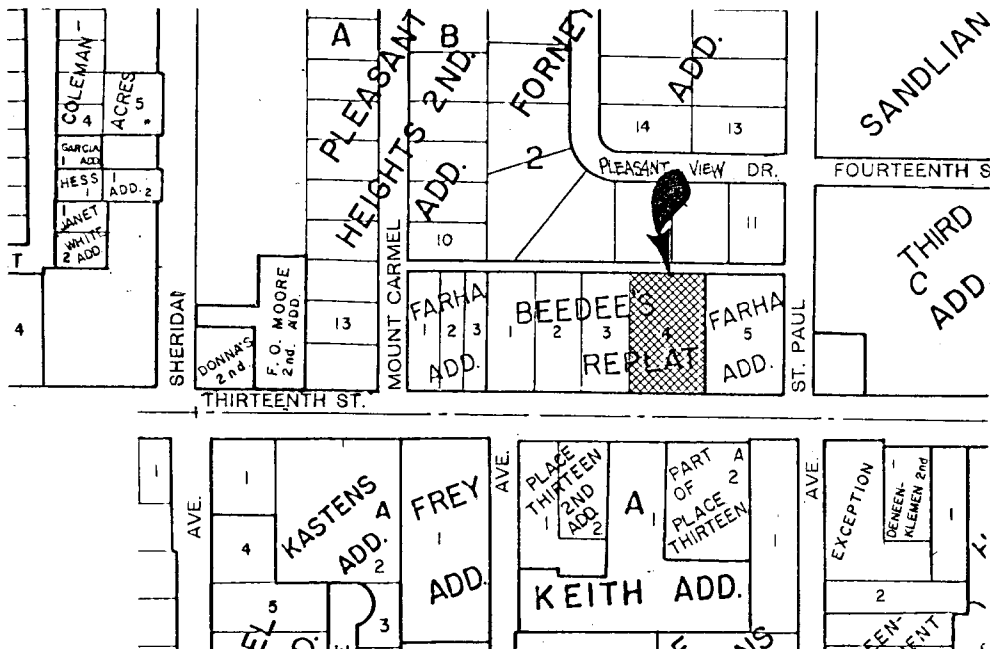 1
COLEMAN
4
ACRES
5
GARCIA
1 ADD.
HESS
1
1
ADD. 2
1
JANET
WHITE
2 ADD.
T
4
SHERIDAN
A
B
PLEASANT
HEIGHTS 2ND.
ADD.
10
13
MOUNT CARMEL
DONNA'S
2nd.
F. O. MOORE
2nd. ADD.
FORNEY
2
ADD.
14
13
PLEASANT VIEW DR.
11
SANDLIAN
FOURTEENTH S
THIRD
C
ADD
FARHA
1 2 3
ADD.
BEEDEE'S
1 2 3 4
REPLAT
FARHA
5
ADD.
ST. PAUL
THIRTEENTH ST.
1
AVE.
1
4
KASTENS
A
ADD.
2
5
3
FREY
1
ADD.
AVE.
PLACE
THIRTEEN
1 2ND
ADD.
2
A
1
PART
OF
PLACE
THIRTEEN
A
2
KEITH ADD.
1
AVE.
EXCEPTION
1
DENEEN-
KLEMEN 2nd
1
2